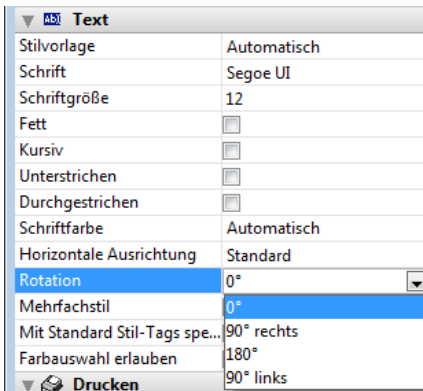 Text
Stilvorlage Automatisch
Schrift Segoe UI
Schriftgröße 12
Fett
Kursiv
Unterstrichen
Durchgestrichen
Schriftfarbe Automatisch
Horizontale Ausrichtung Standard
Rotation 0°
Mehrfachstil 0°
Mit Standard Stil-Tags spe... 90° rechts
180°
Farbauswahl erlauben
90° links
Drucken